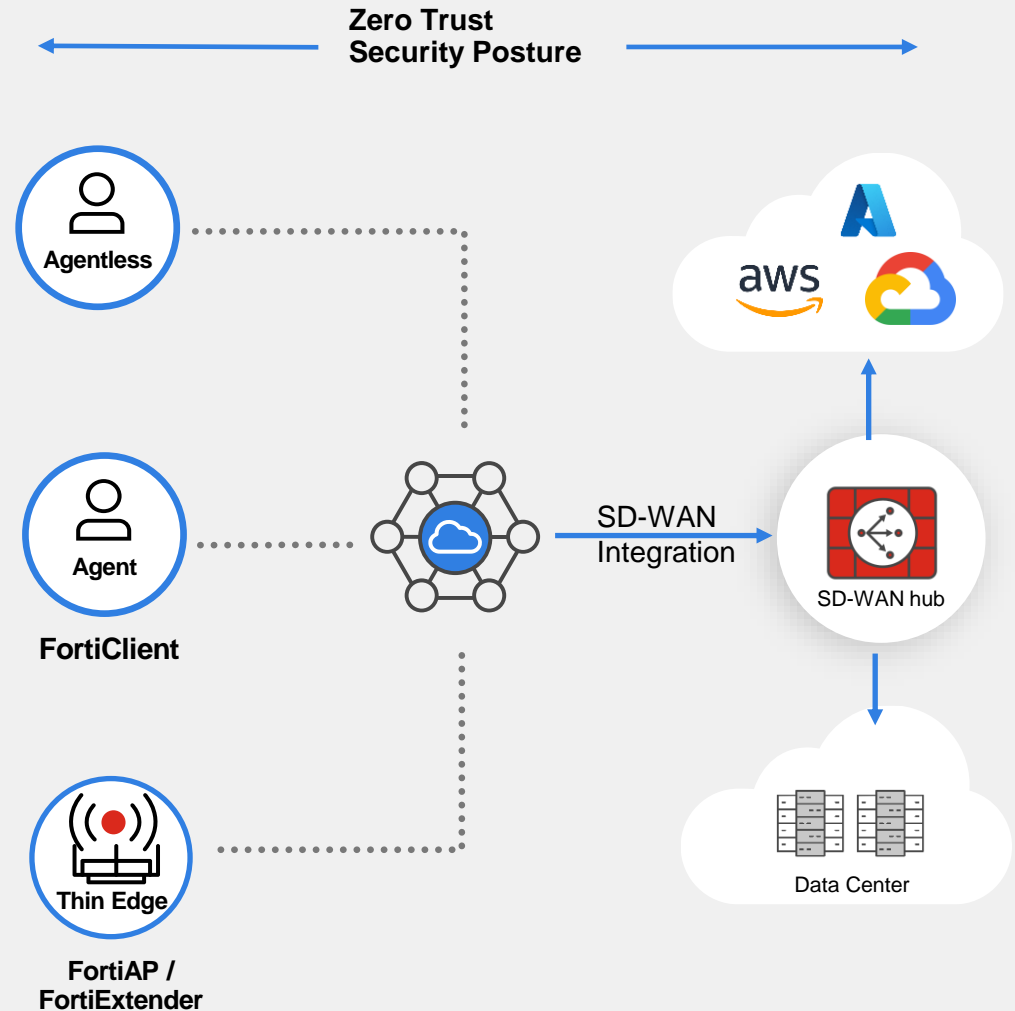 Zero Trust
Security Posture
Agentless
aws
Agent
SD-WAN
Integration
SD-WAN hub
FortiClient
Thin Edge
Data Center
FortiAP /
FortiExtender